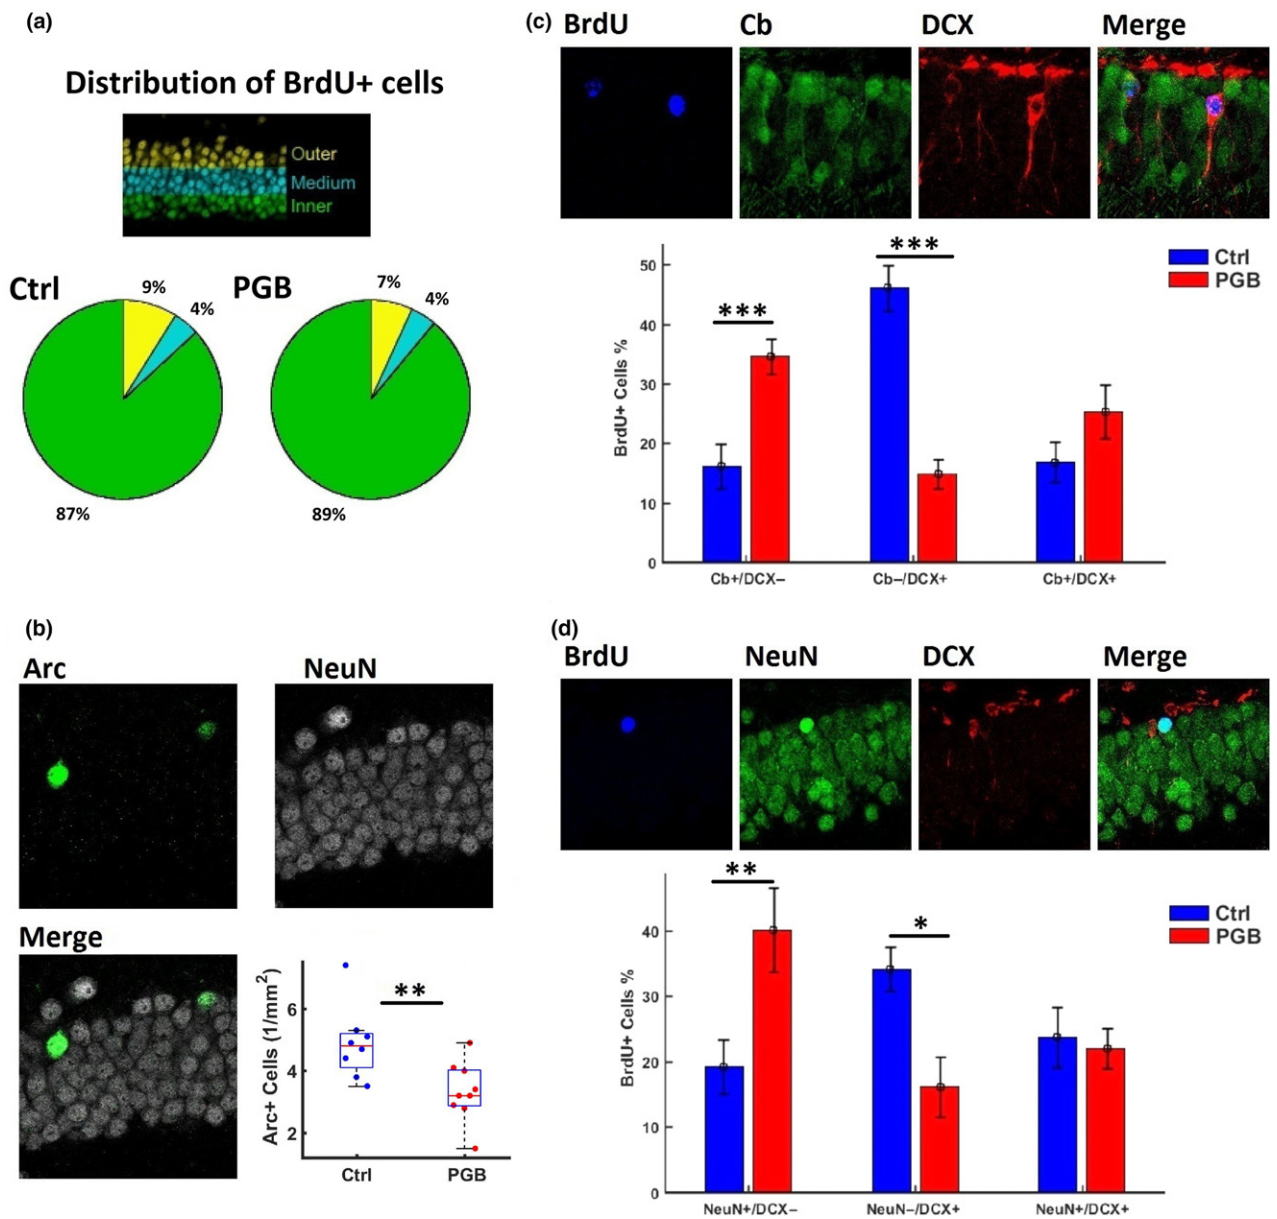 (a)
Distribution of BrdU+ cells
Outer
Medium
Inner
Ctrl
9%
4%
87%
PGB
7%
4%
89%
(b)
Arc
NeuN
Merge
Arc+ Cells (1/mm²)
6
4
2
**
Ctrl
PGB
(c)
BrdU
Cb
DCX
Merge
BrdU+ Cells %
50
40
30
20
10
0
***
***
Ctrl
PGB
Cb+/DCX–
Cb–/DCX+
Cb+/DCX+
(d)
BrdU
NeuN
DCX
Merge
BrdU+ Cells %
40
30
20
10
0
**
*
Ctrl
PGB
NeuN+/DCX–
NeuN–/DCX+
NeuN+/DCX+